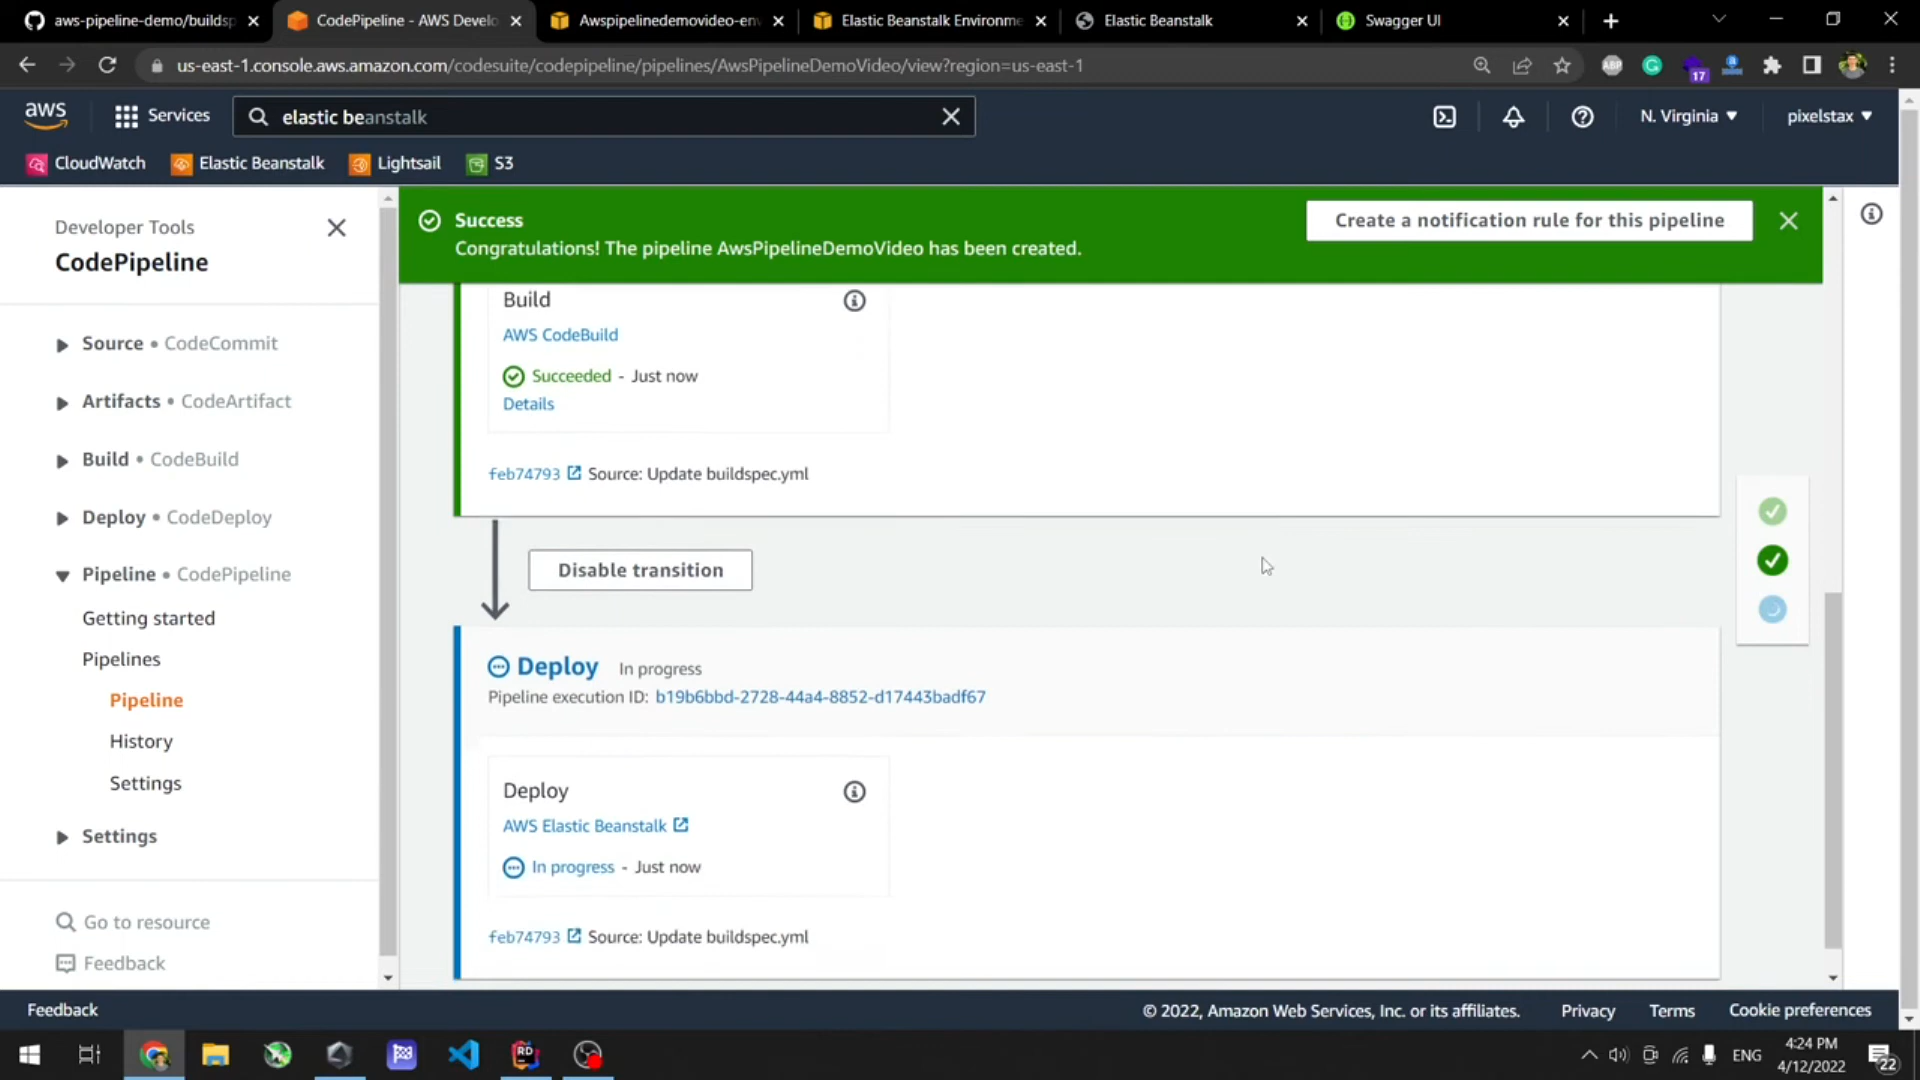 aws-pipeline-demo/buildsp
CodePipeline - AWS Develo
Awspipelinedemovideo-en
Elastic Beanstalk Environme
Elastic Beanstalk
Swagger UI
us-east-1.console.aws.amazon.com/codesuite/codepipeline/pipelines/AwsPipelineDemoVideo/view?region=us-east-1
ABP
17
aws
Services
elastic beanstalk
N. Virginia
pixelstax
CloudWatch
Elastic Beanstalk
Lightsail
S3
Developer Tools
CodePipeline
Source • CodeCommit
Artifacts • CodeArtifact
Build • CodeBuild
Deploy • CodeDeploy
Pipeline • CodePipeline
Getting started
Pipelines
Pipeline
History
Settings
Settings
Go to resource
Feedback
Success
Congratulations! The pipeline AwsPipelineDemoVideo has been created.
Create a notification rule for this pipeline
Build
AWS CodeBuild
Succeeded - Just now
Details
feb74793 Source: Update buildspec.yml
Disable transition
Deploy In progress
Pipeline execution ID: b19b6bbd-2728-44a4-8852-d17443badf67
Deploy
AWS Elastic Beanstalk
In progress - Just now
feb74793 Source: Update buildspec.yml
Feedback
© 2022, Amazon Web Services, Inc. or its affiliates.
Privacy
Terms
Cookie preferences
RD
ENG
4:24 PM
4/12/2022
22